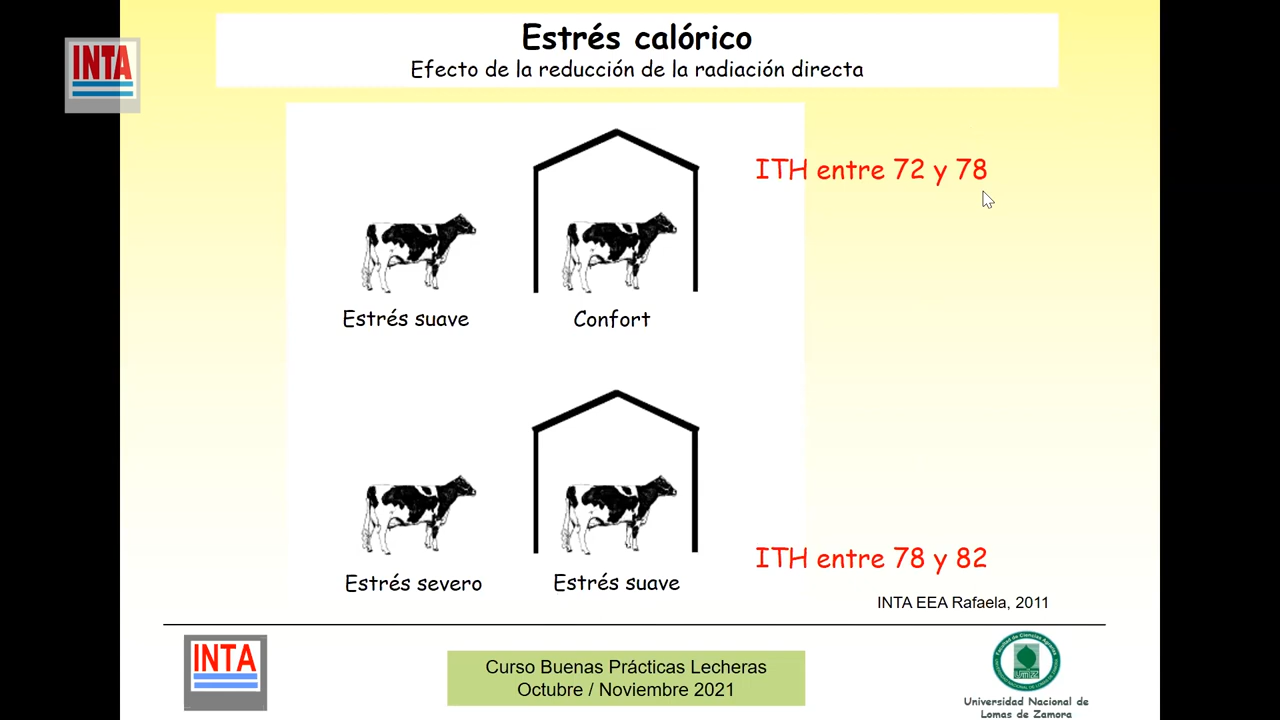 INTA
Estrés calórico
Efecto de la reducción de la radiación directa
ITH entre 72 y 78
Estrés suave
Confort
Estrés severo
Estrés suave
ITH entre 78 y 82
INTA EEA Rafaela, 2011
INTA
Curso Buenas Prácticas Lecheras
Octubre / Noviembre 2021
Universidad Nacional de
Lomas de Zamora